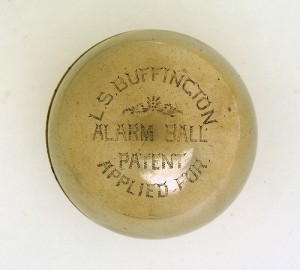 L.S. BUFFINGTON
ALARM BALL
PATENT
APPLIED FOR.